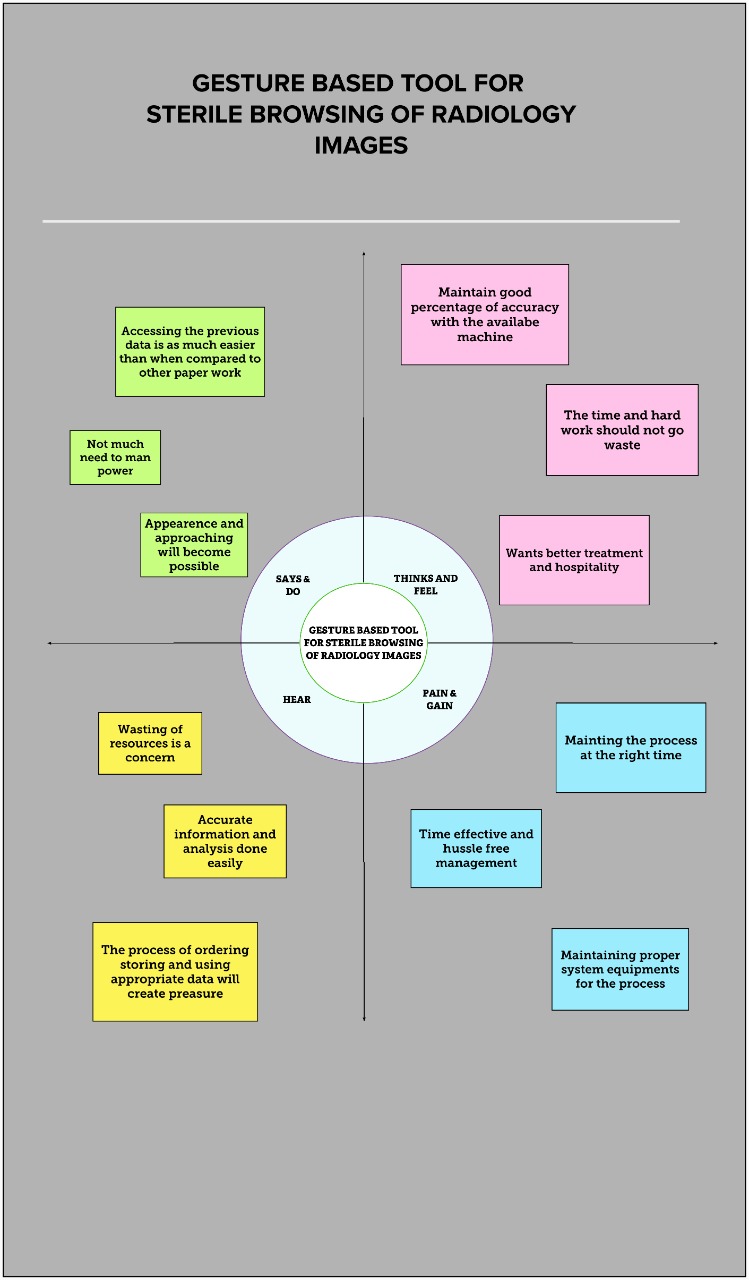 GESTURE BASED TOOL FOR
STERILE BROWSING OF RADIOLOGY
IMAGES
Accessing the previous
data is as much easier
than when compared to
other paper work
Not much
need to man
power
Appearence and
approaching
will become
possible
Maintain good
percentage of accuracy
with the availabe
machine
The time and hard
work should not go
waste
Wants better treatment
and hospitality
SAYS &
DO
THINKS AND
FEEL
GESTURE BASED TOOL
FOR STERILE BROWSING
OF RADIOLOGY IMAGES
HEAR
PAIN &
GAIN
Wasting of
resources is a
concern
Accurate
information and
analysis done
easily
The process of ordering
storing and using
appropriate data will
create preasure
Mainting the process
at the right time
Time effective and
hussle free
management
Maintaining proper
system equipments
for the process